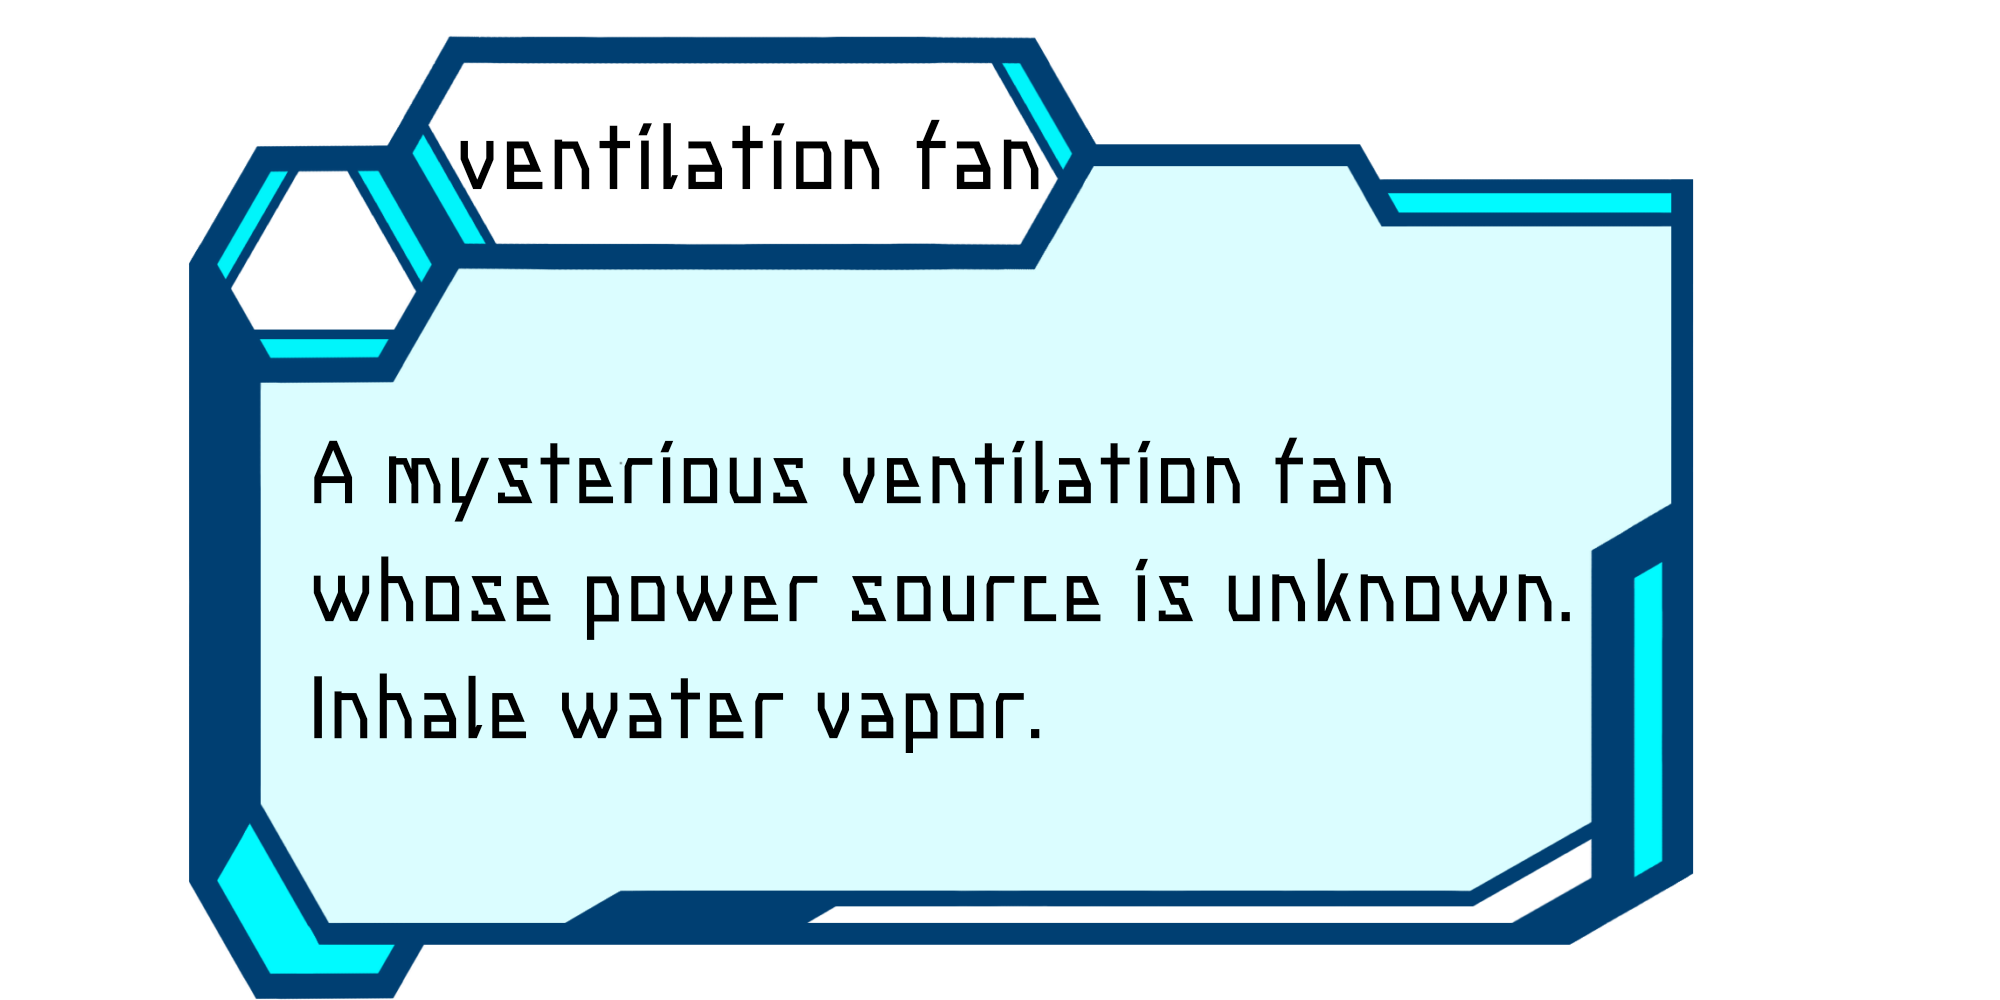 ventilation fan
A mysterious ventilation fan
whose power source is unknown.
Inhale water vapor.